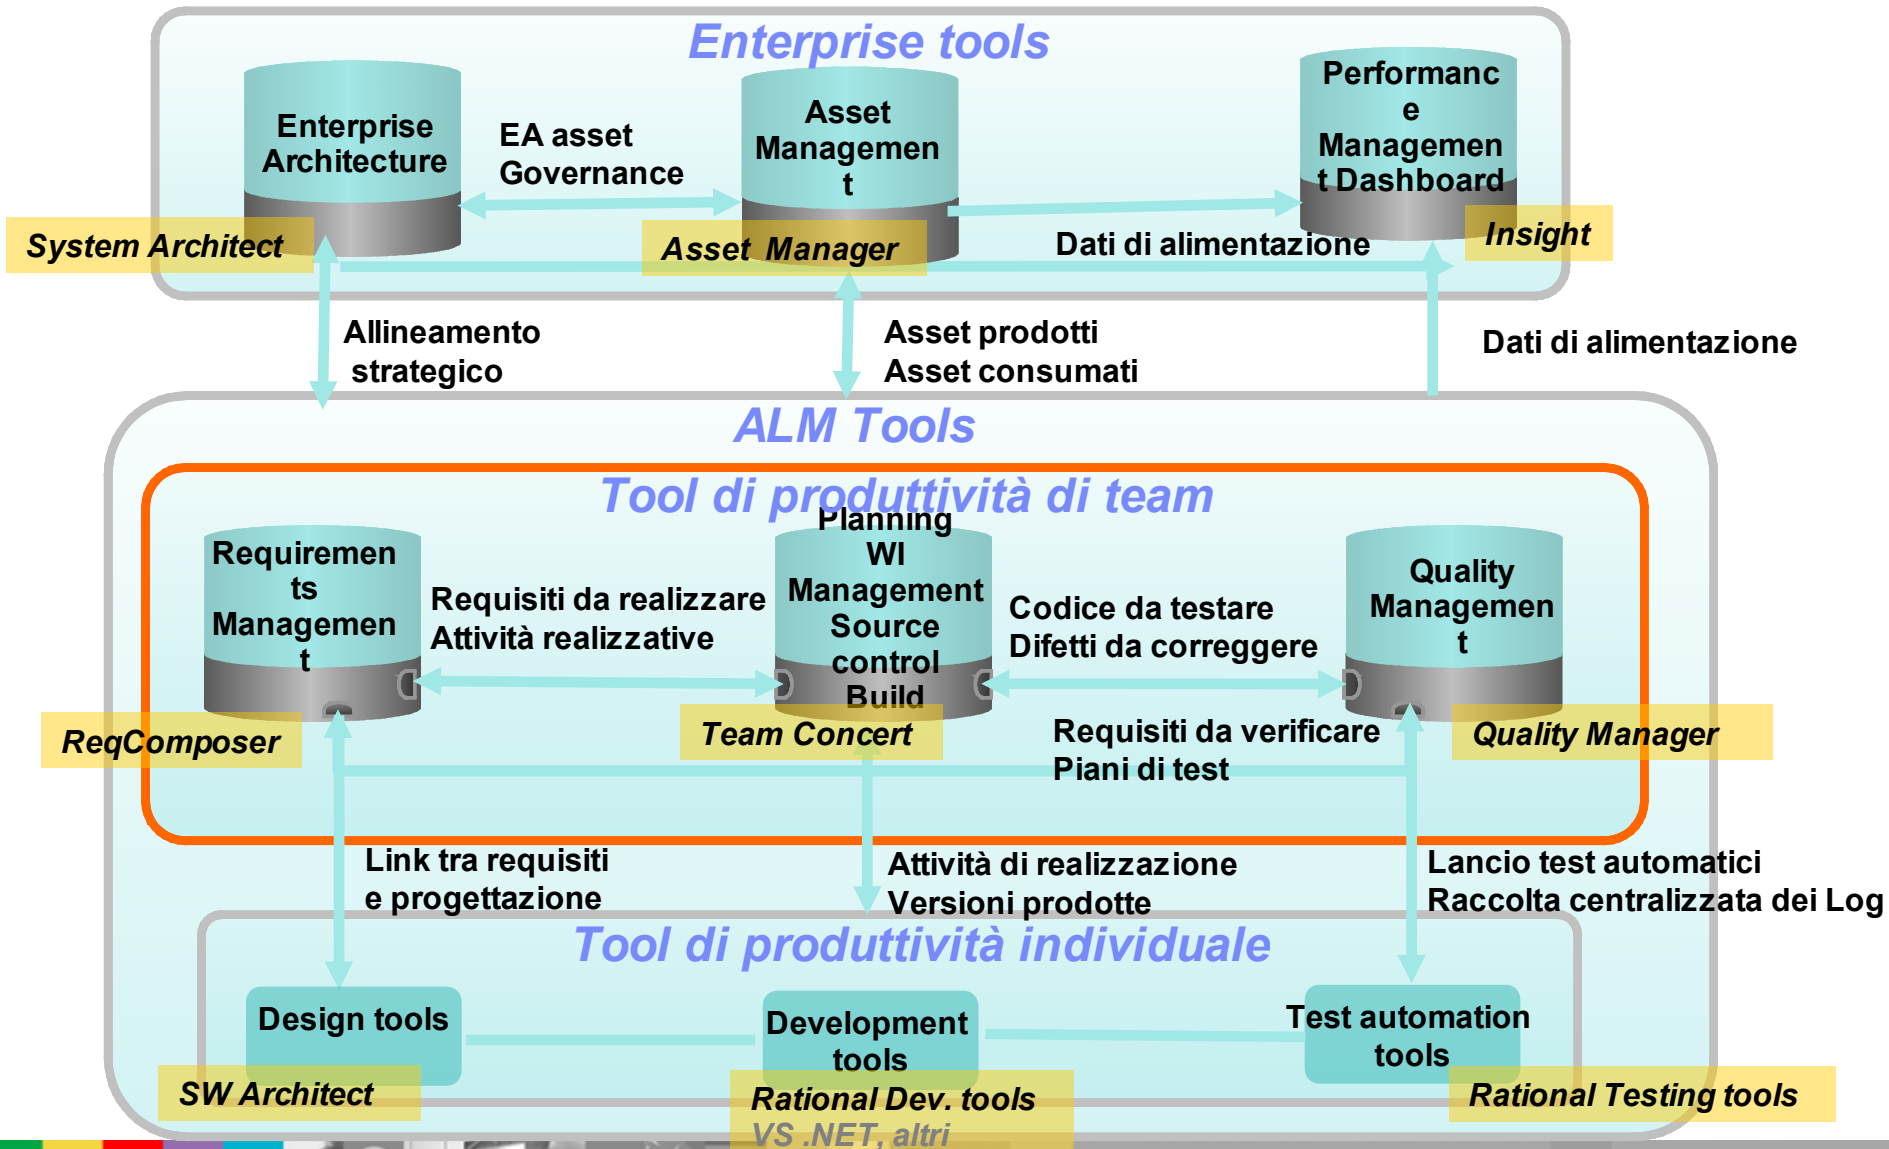 Enterprise tools
Enterprise
Architecture
EA asset
Governance
Asset
Managemen
t
Performanc
e
Managemen
t Dashboard
System Architect
Asset Manager
Dati di alimentazione
Insight
Allineamento
strategico
Asset prodotti
Asset consumati
Dati di alimentazione
ALM Tools
Tool di produttività di team
Requiremen
ts
Managemen
t
Requisiti da realizzare
Attività realizzative
Planning
WI
Management
Source
control
Build
Codice da testare
Difetti da correggere
Quality
Managemen
t
ReqComposer
Team Concert
Requisiti da verificare
Piani di test
Quality Manager
Link tra requisiti
e progettazione
Attività di realizzazione
Versioni prodotte
Lancio test automatici
Raccolta centralizzata dei Log
Tool di produttività individuale
Design tools
Development
tools
Test automation
tools
SW Architect
Rational Dev. tools
VS .NET, altri
Rational Testing tools